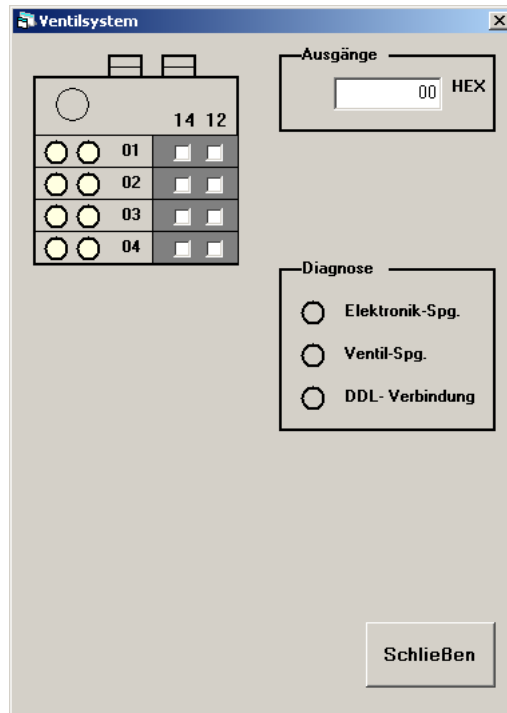 Ventilsystem
14 12
01
02
03
04
Ausgänge
00 HEX
Diagnose
Elektronik-Spg.
Ventil-Spg.
DDL- Verbindung
Schließen